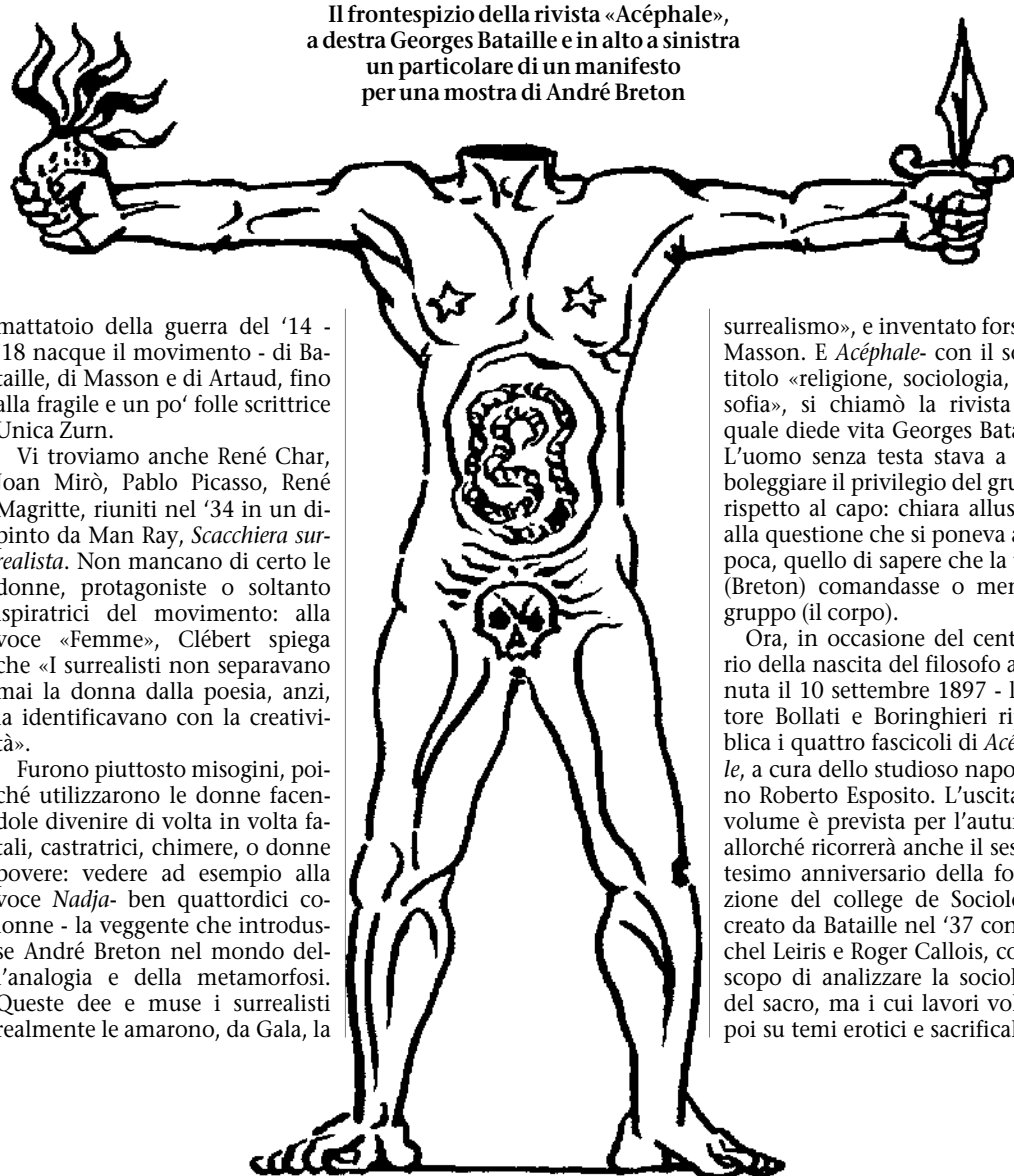 Il frontespizio della rivista «Acéphale»,
a destra Georges Bataille e in alto a sinistra
un particolare di un manifesto
per una mostra di André Breton
mattatoio della guerra del ‘14 -
‘18 nacque il movimento - di Ba-
taille, di Masson e di Artaud, fino
alla fragile e un po‘ folle scrittrice
Unica Zurn.
Vi troviamo anche René Char,
Joan Mirò, Pablo Picasso, René
Magritte, riuniti nel ‘34 in un di-
pinto da Man Ray, Scacchiera sur-
realista. Non mancano di certo le
donne, protagoniste o soltanto
ispiratrici del movimento: alla
voce «Femme», Clébert spiega
che «I surrealisti non separavano
mai la donna dalla poesia, anzi,
la identificavano con la creativi-
tà».
Furono piuttosto misogini, poi-
ché utilizzarono le donne facen-
dole divenire di volta in volta fa-
tali, castratrici, chimere, o donne
povere: vedere ad esempio alla
voce Nadja- ben quattordici co-
lonne - la veggente che introdus-
se André Breton nel mondo del-
l’analogia e della metamorfosi.
Queste dee e muse i surrealisti
realmente le amarono, da Gala, la
surrealismo», e inventato fors
Masson. E Acéphale- con il so
titolo «religione, sociologia,
sofia», si chiamò la rivista
quale diede vita Georges Bata
L’uomo senza testa stava a
boleggiare il privilegio del gru
rispetto al capo: chiara allus
alla questione che si poneva a
poca, quello di sapere che la
(Breton) comandasse o mer
gruppo (il corpo).
Ora, in occasione del cent
rio della nascita del filosofo a
nuta il 10 settembre 1897 - l
tore Bollati e Boringhieri ri
blica i quattro fascicoli di Acé
le, a cura dello studioso napo
no Roberto Esposito. L’uscita
volume è prevista per l’autu
allorché ricorrerà anche il ses
tesimo anniversario della fo
zione del college de Sociolo
creato da Bataille nel ‘37 con
chel Leiris e Roger Callois, co
scopo di analizzare la sociol
del sacro, ma i cui lavori vol
poi su temi erotici e sacrifical